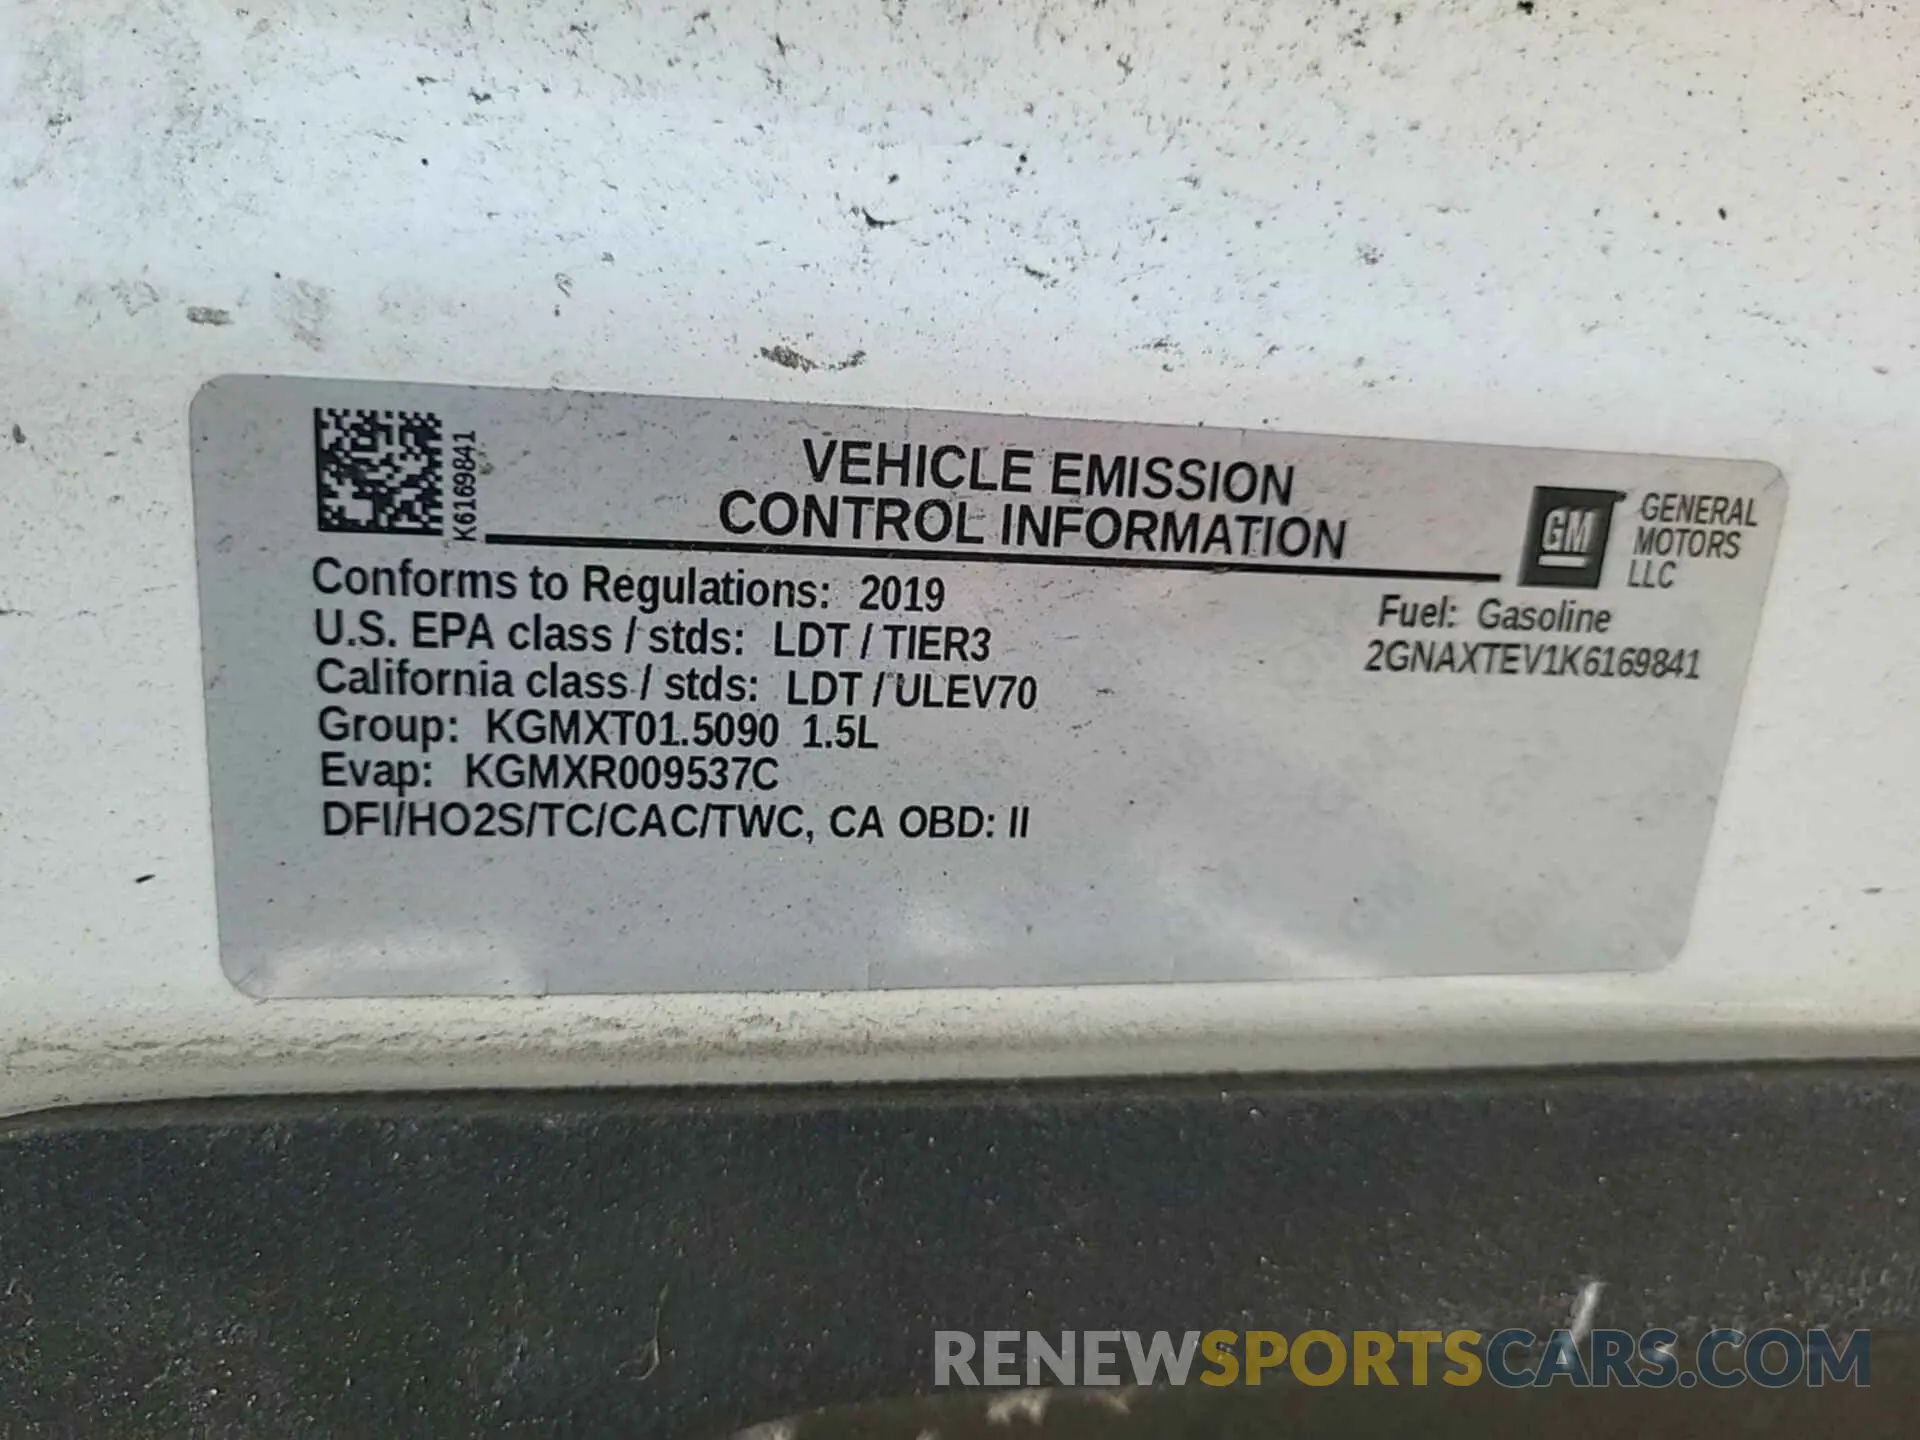 K6169841
VEHICLE EMISSION
CONTROL INFORMATION
GM
GENERAL
MOTORS
LLC
Conforms to Regulations: 2019
U.S. EPA class / stds: LDT / TIER3
California class / stds: LDT / ULEV70
Group: KGMXT01.5090 1.5L
Evap: KGMXR009537C
DFI/HO2S/TC/CAC/TWC, CA OBD: II
Fuel: Gasoline
2GNAXTEV1K6169841
RENEWSPORTSCARS.COM